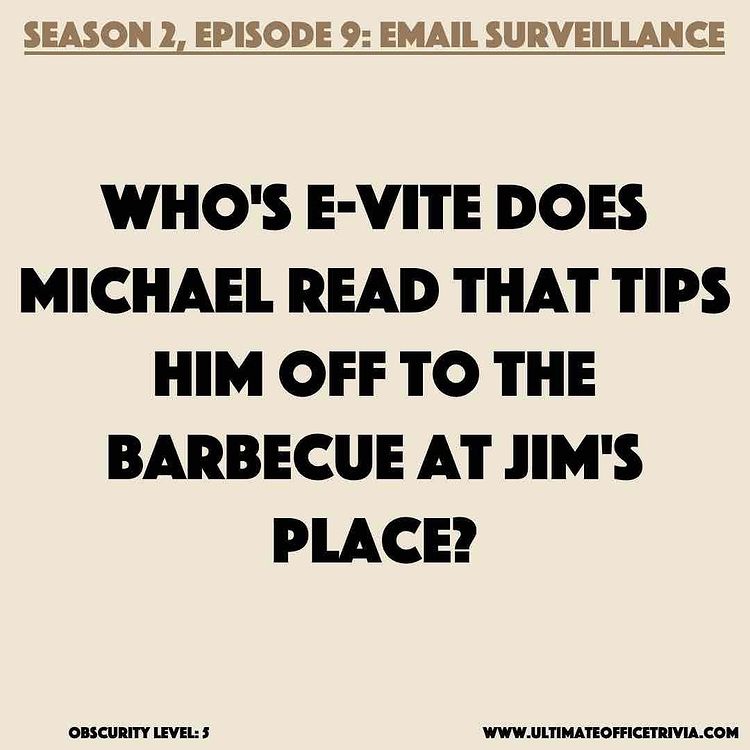 SEASON 2, EPISODE 9: EMAIL SURVEILLANCE
WHO'S E-VITE DOES
MICHAEL READ THAT TIPS
HIM OFF TO THE
BARBECUE AT JIM'S
PLACE?
OBSCURITY LEVEL: 5
WWW.ULTIMATEOFFICETRIVIA.COM